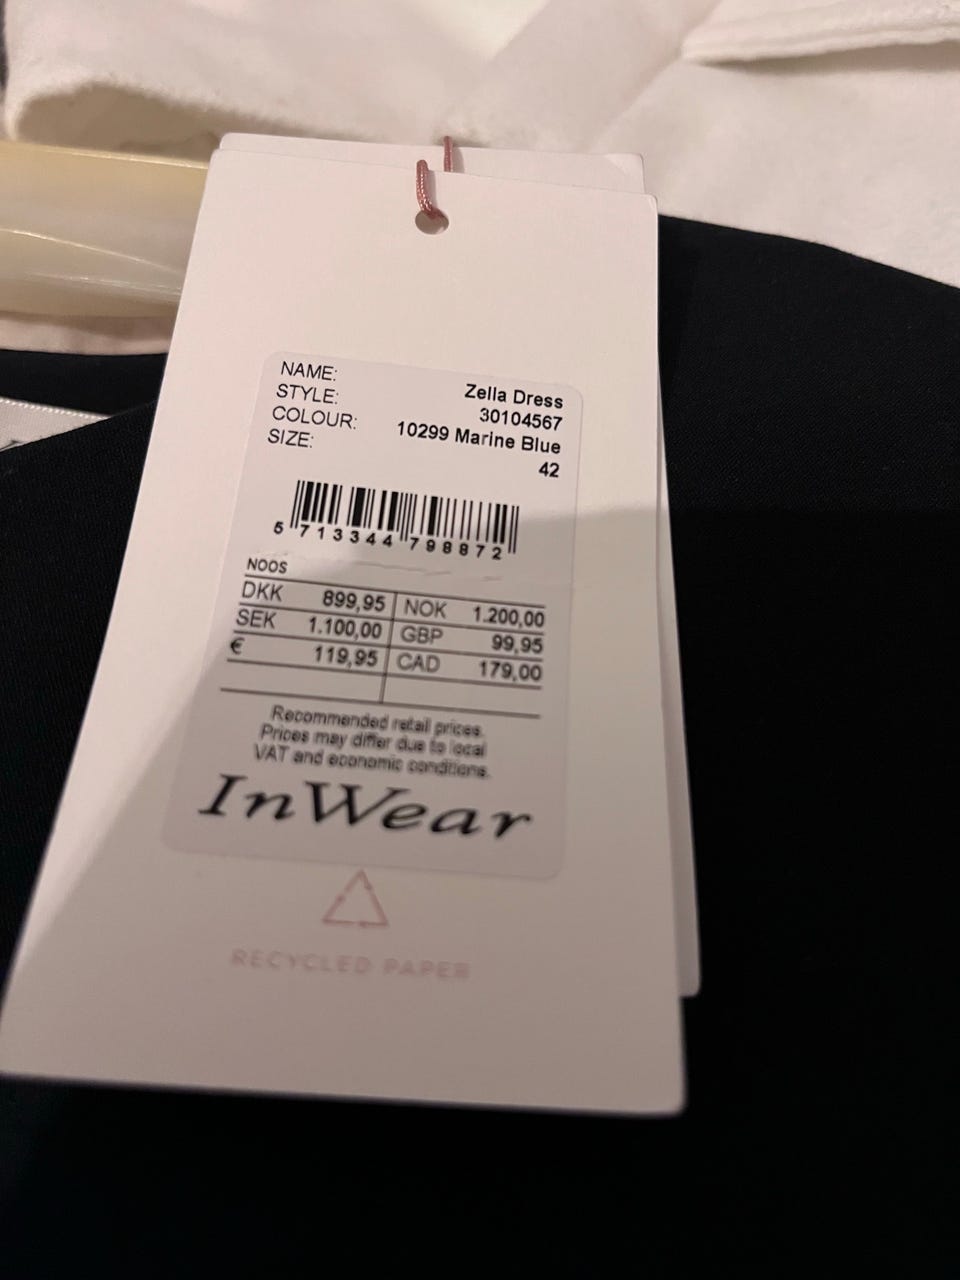 NAME: Zella Dress
STYLE: 30104567
COLOUR: 10299 Marine Blue
SIZE: 42
5 713344 798872
NOOS
DKK 899,95 NOK 1.200,00
SEK 1.100,00 GBP 99,95
€ 119,95 CAD 179,00
Recommended retail prices.
Prices may differ due to local
VAT and economic conditions.
InWear
RECYCLED PAPER